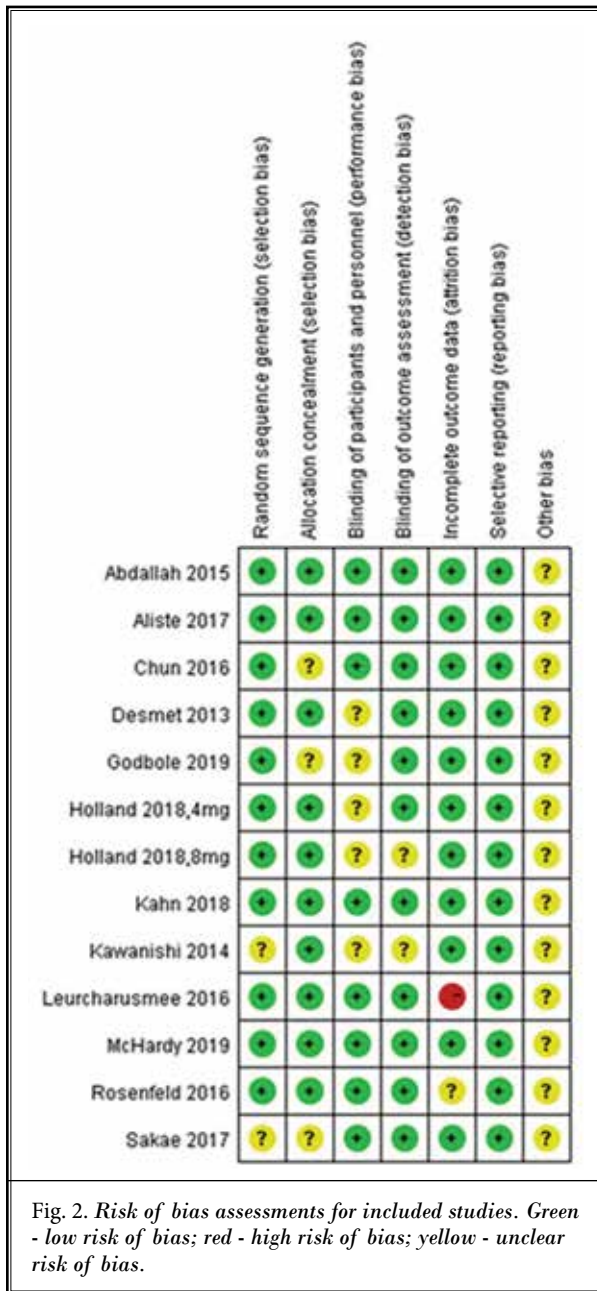 Random sequence generation (selection bias)
Allocation concealment (selection bias)
Blinding of participants and personnel (performance bias)
Blinding of outcome assessment (detection bias)
Incomplete outcome data (attrition bias)
Selective reporting (reporting bias)
Other bias
Abdallah 2015 + + + + + + ?
Aliste 2017 + + + + + + ?
Chun 2016 + ? + + + + ?
Desmet 2013 + + ? + + + ?
Godbole 2019 + ? ? + + + ?
Holland 2018,4mg + + ? + + + ?
Holland 2018,8mg + + ? ? + + ?
Kahn 2018 + + + + + + ?
Kawanishi 2014 ? + ? ? + + ?
Leurcharusmee 2016 + + + + - + ?
McHardy 2019 + + + + + + ?
Rosenfeld 2016 + + + + ? + ?
Sakae 2017 ? ? + + + + ?
Fig. 2. Risk of bias assessments for included studies. Green
- low risk of bias; red - high risk of bias; yellow - unclear
risk of bias.